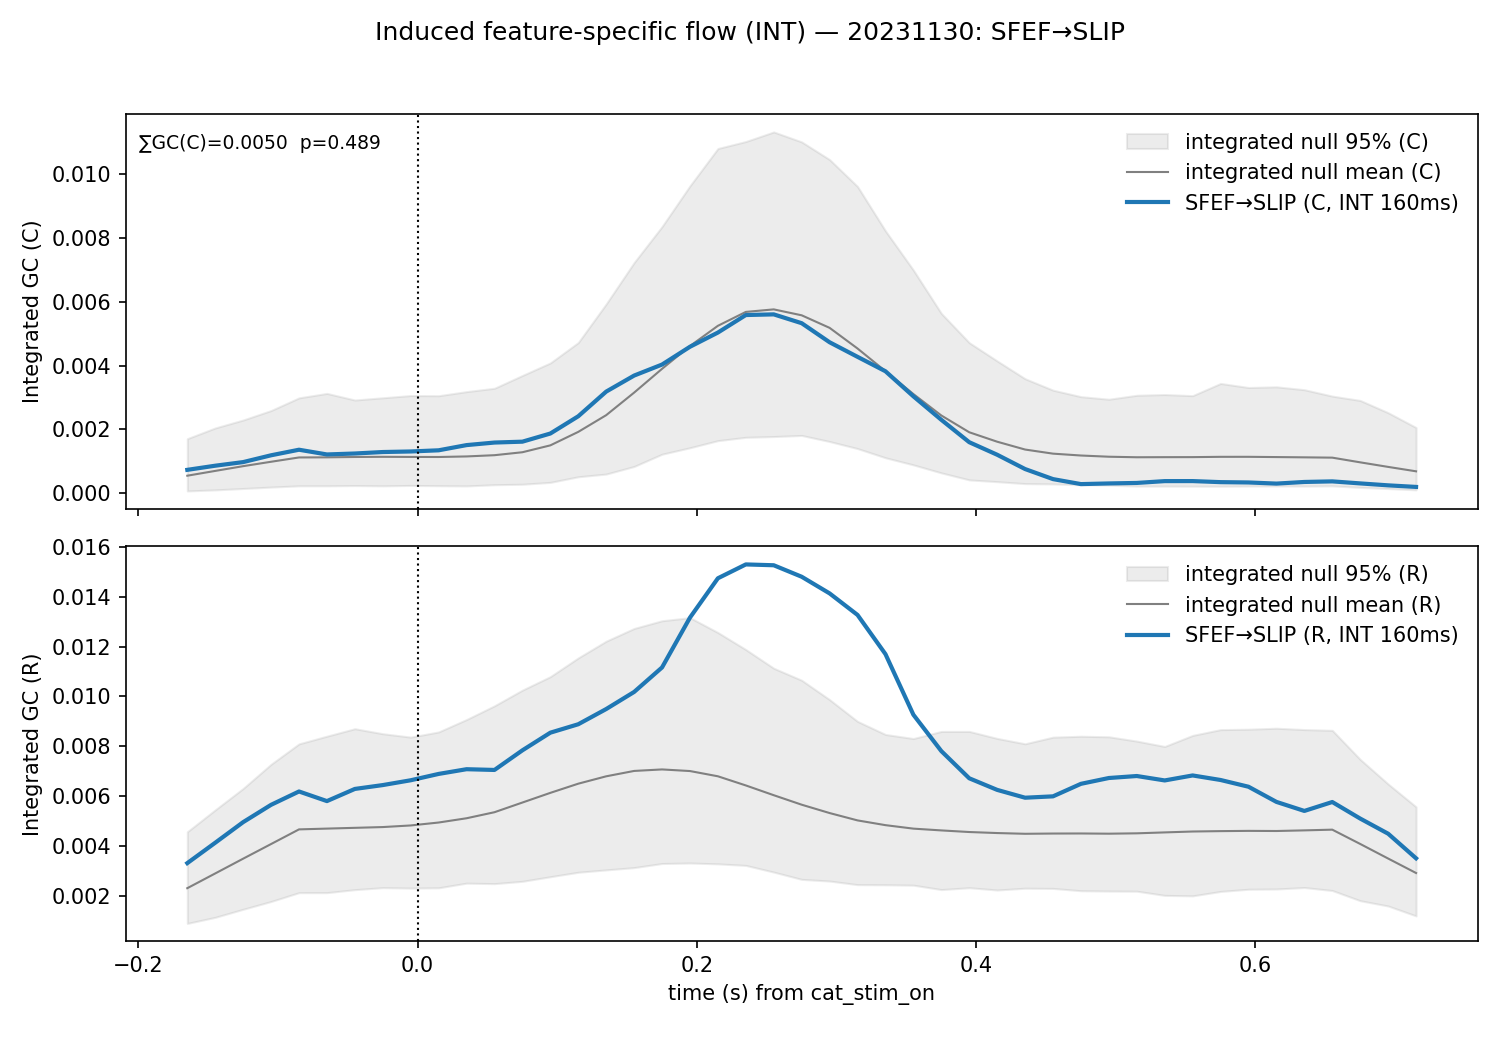 Induced feature-specific flow (INT) — 20231130: SFEF→SLIP
∑GC(C)=0.0050  p=0.489
integrated null 95% (C)
integrated null mean (C)
SFEF→SLIP (C, INT 160ms)
Integrated GC (C)
0.010
0.008
0.006
0.004
0.002
0.000
integrated null 95% (R)
integrated null mean (R)
SFEF→SLIP (R, INT 160ms)
Integrated GC (R)
0.016
0.014
0.012
0.010
0.008
0.006
0.004
0.002
−0.2
0.0
0.2
0.4
0.6
time (s) from cat_stim_on